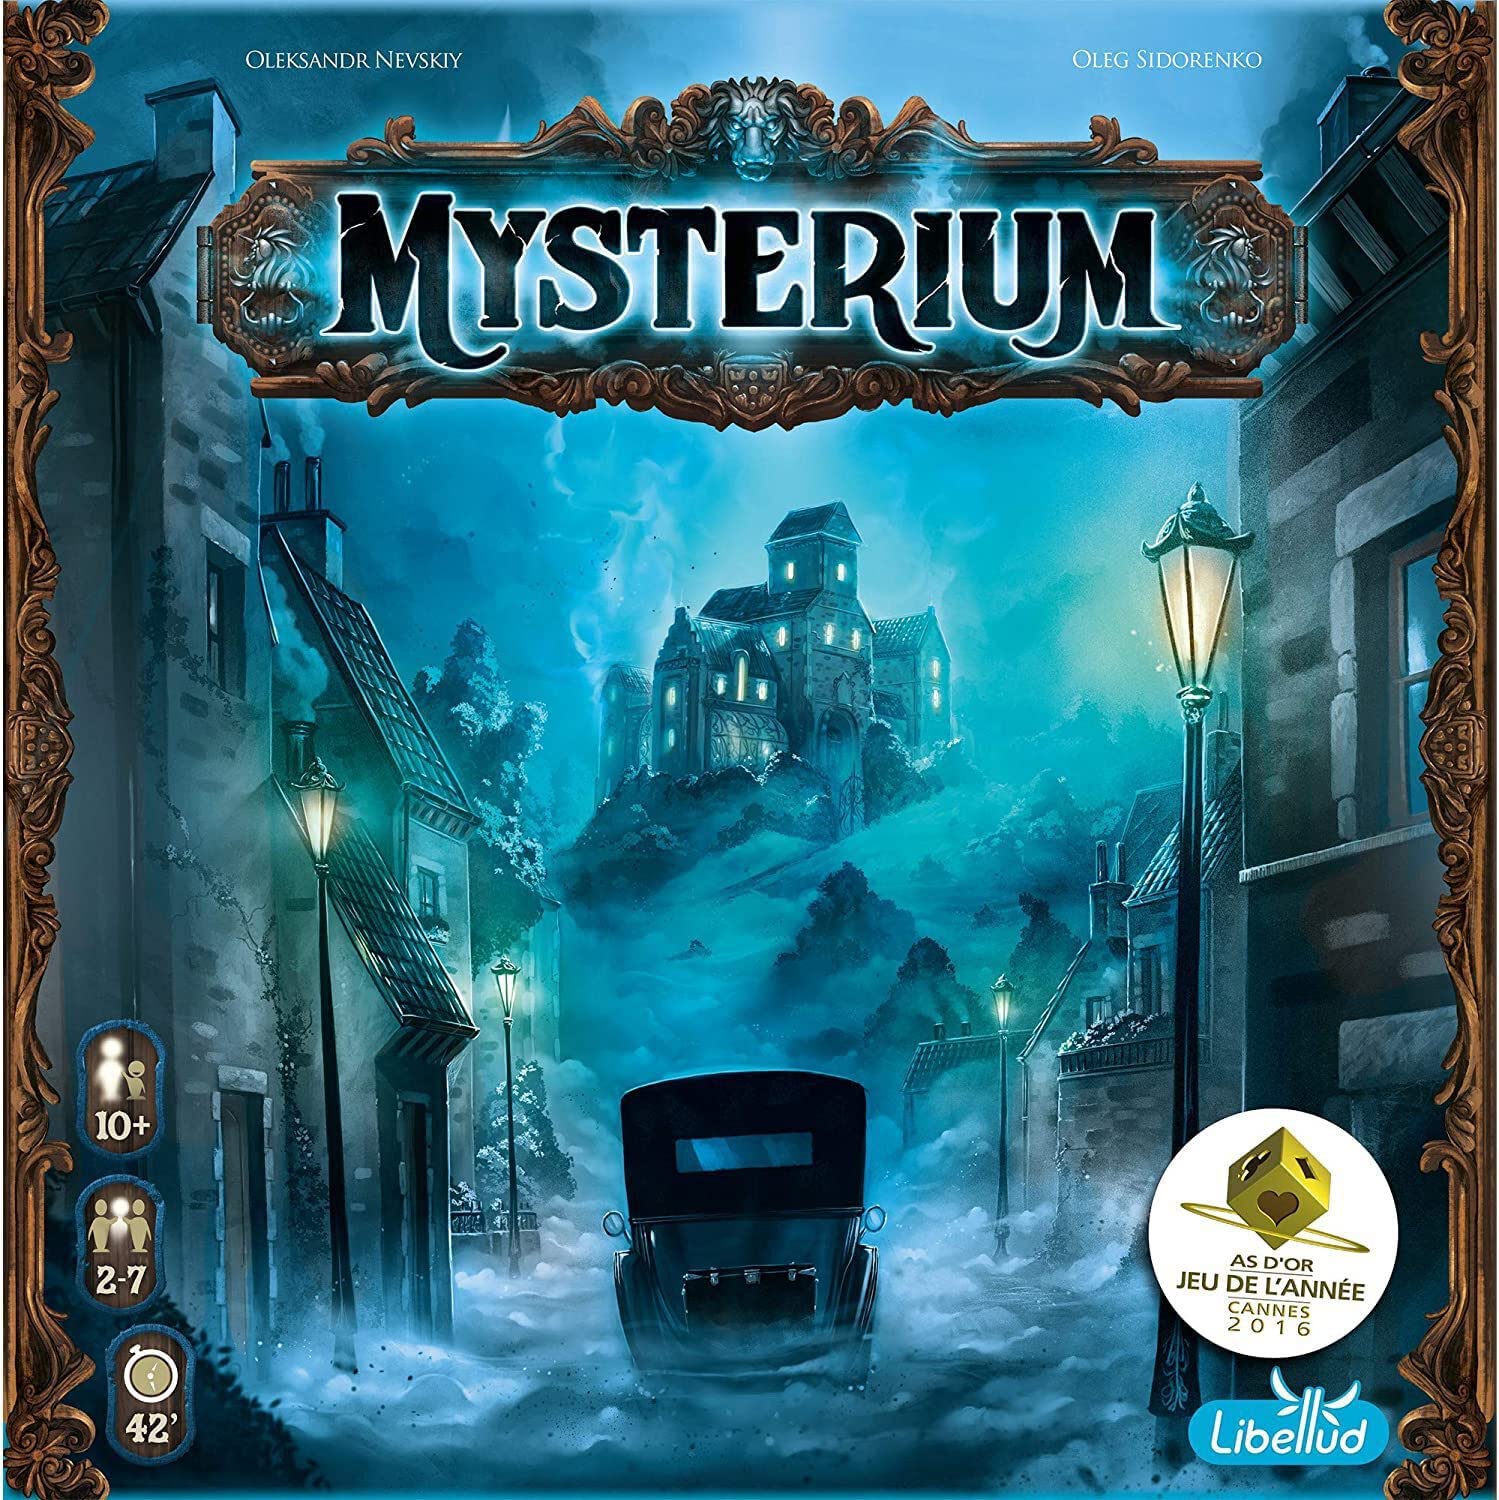 OLEKSANDR NEVSKIY
OLEG SIDORENKO
MYSTERIUM
10+
2-7
42'
AS D'OR
JEU DE L'ANNÉE
CANNES
2016
Libellud